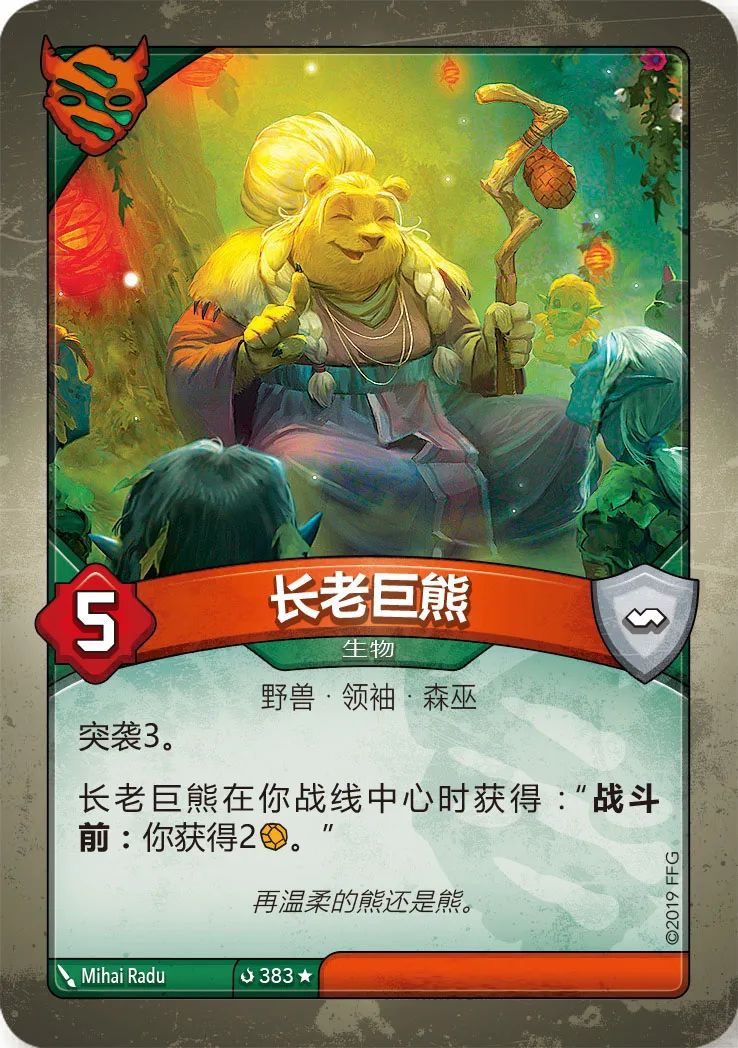 5
长老巨熊
生物
野兽 · 领袖 · 森巫
突袭3。
长老巨熊在你战线中心时获得：“战斗
前：你获得2。”
再温柔的熊还是熊。
©2019 FFG
Mihai Radu
383★